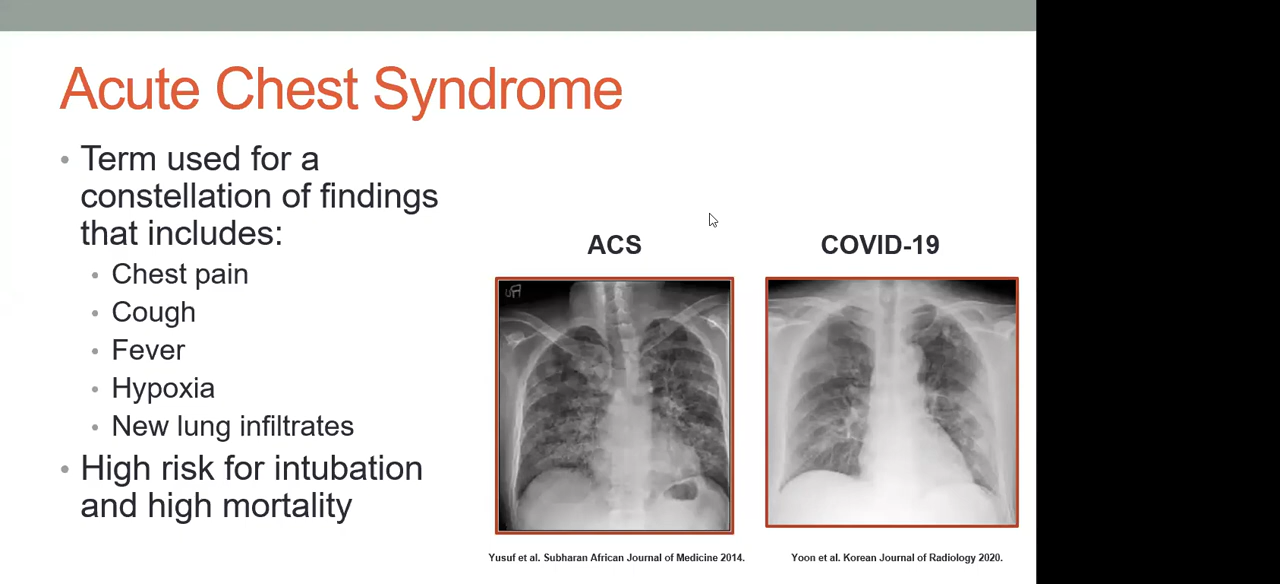 Acute Chest Syndrome
• Term used for a
constellation of findings
that includes:
• Chest pain
• Cough
• Fever
• Hypoxia
• New lung infiltrates
• High risk for intubation
and high mortality
ACS
COVID-19
Yusuf et al. Subharan African Journal of Medicine 2014.
Yoon et al. Korean Journal of Radiology 2020.